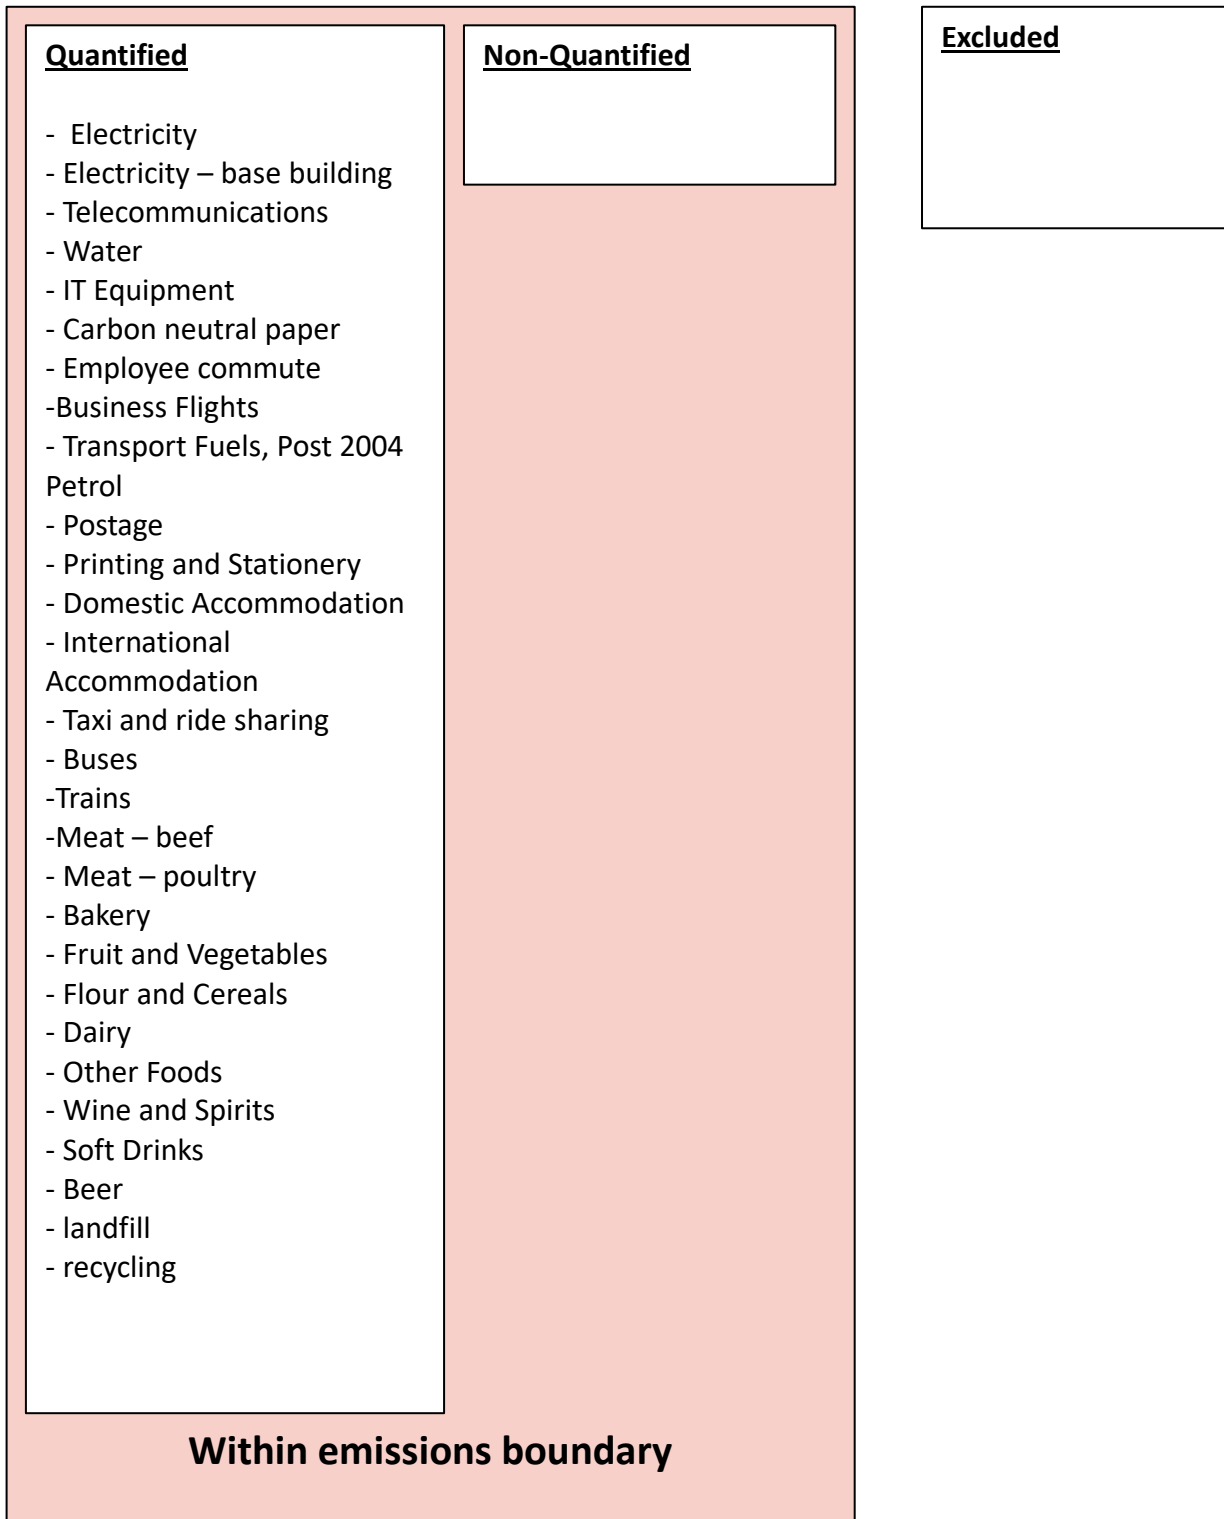 Quantified
-  Electricity
- Electricity – base building
- Telecommunications
- Water
- IT Equipment
- Carbon neutral paper
- Employee commute
-Business Flights
- Transport Fuels, Post 2004
Petrol
- Postage
- Printing and Stationery
- Domestic Accommodation
- International
Accommodation
- Taxi and ride sharing
- Buses
-Trains
-Meat – beef
- Meat – poultry
- Bakery
- Fruit and Vegetables
- Flour and Cereals
- Dairy
- Other Foods
- Wine and Spirits
- Soft Drinks
- Beer
- landfill
- recycling
Non-Quantified
Within emissions boundary
Excluded